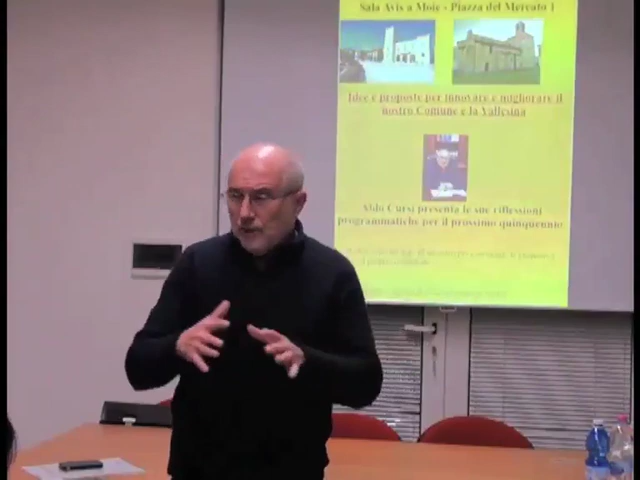 Sala Avis a Moie - Piazza del Mercato 1
Idee e proposte per innovare e migliorare il
nostro Comune e la Vallesina
Aldo Cursi presenta le sue riflessioni
programmatiche per il prossimo quinquennio